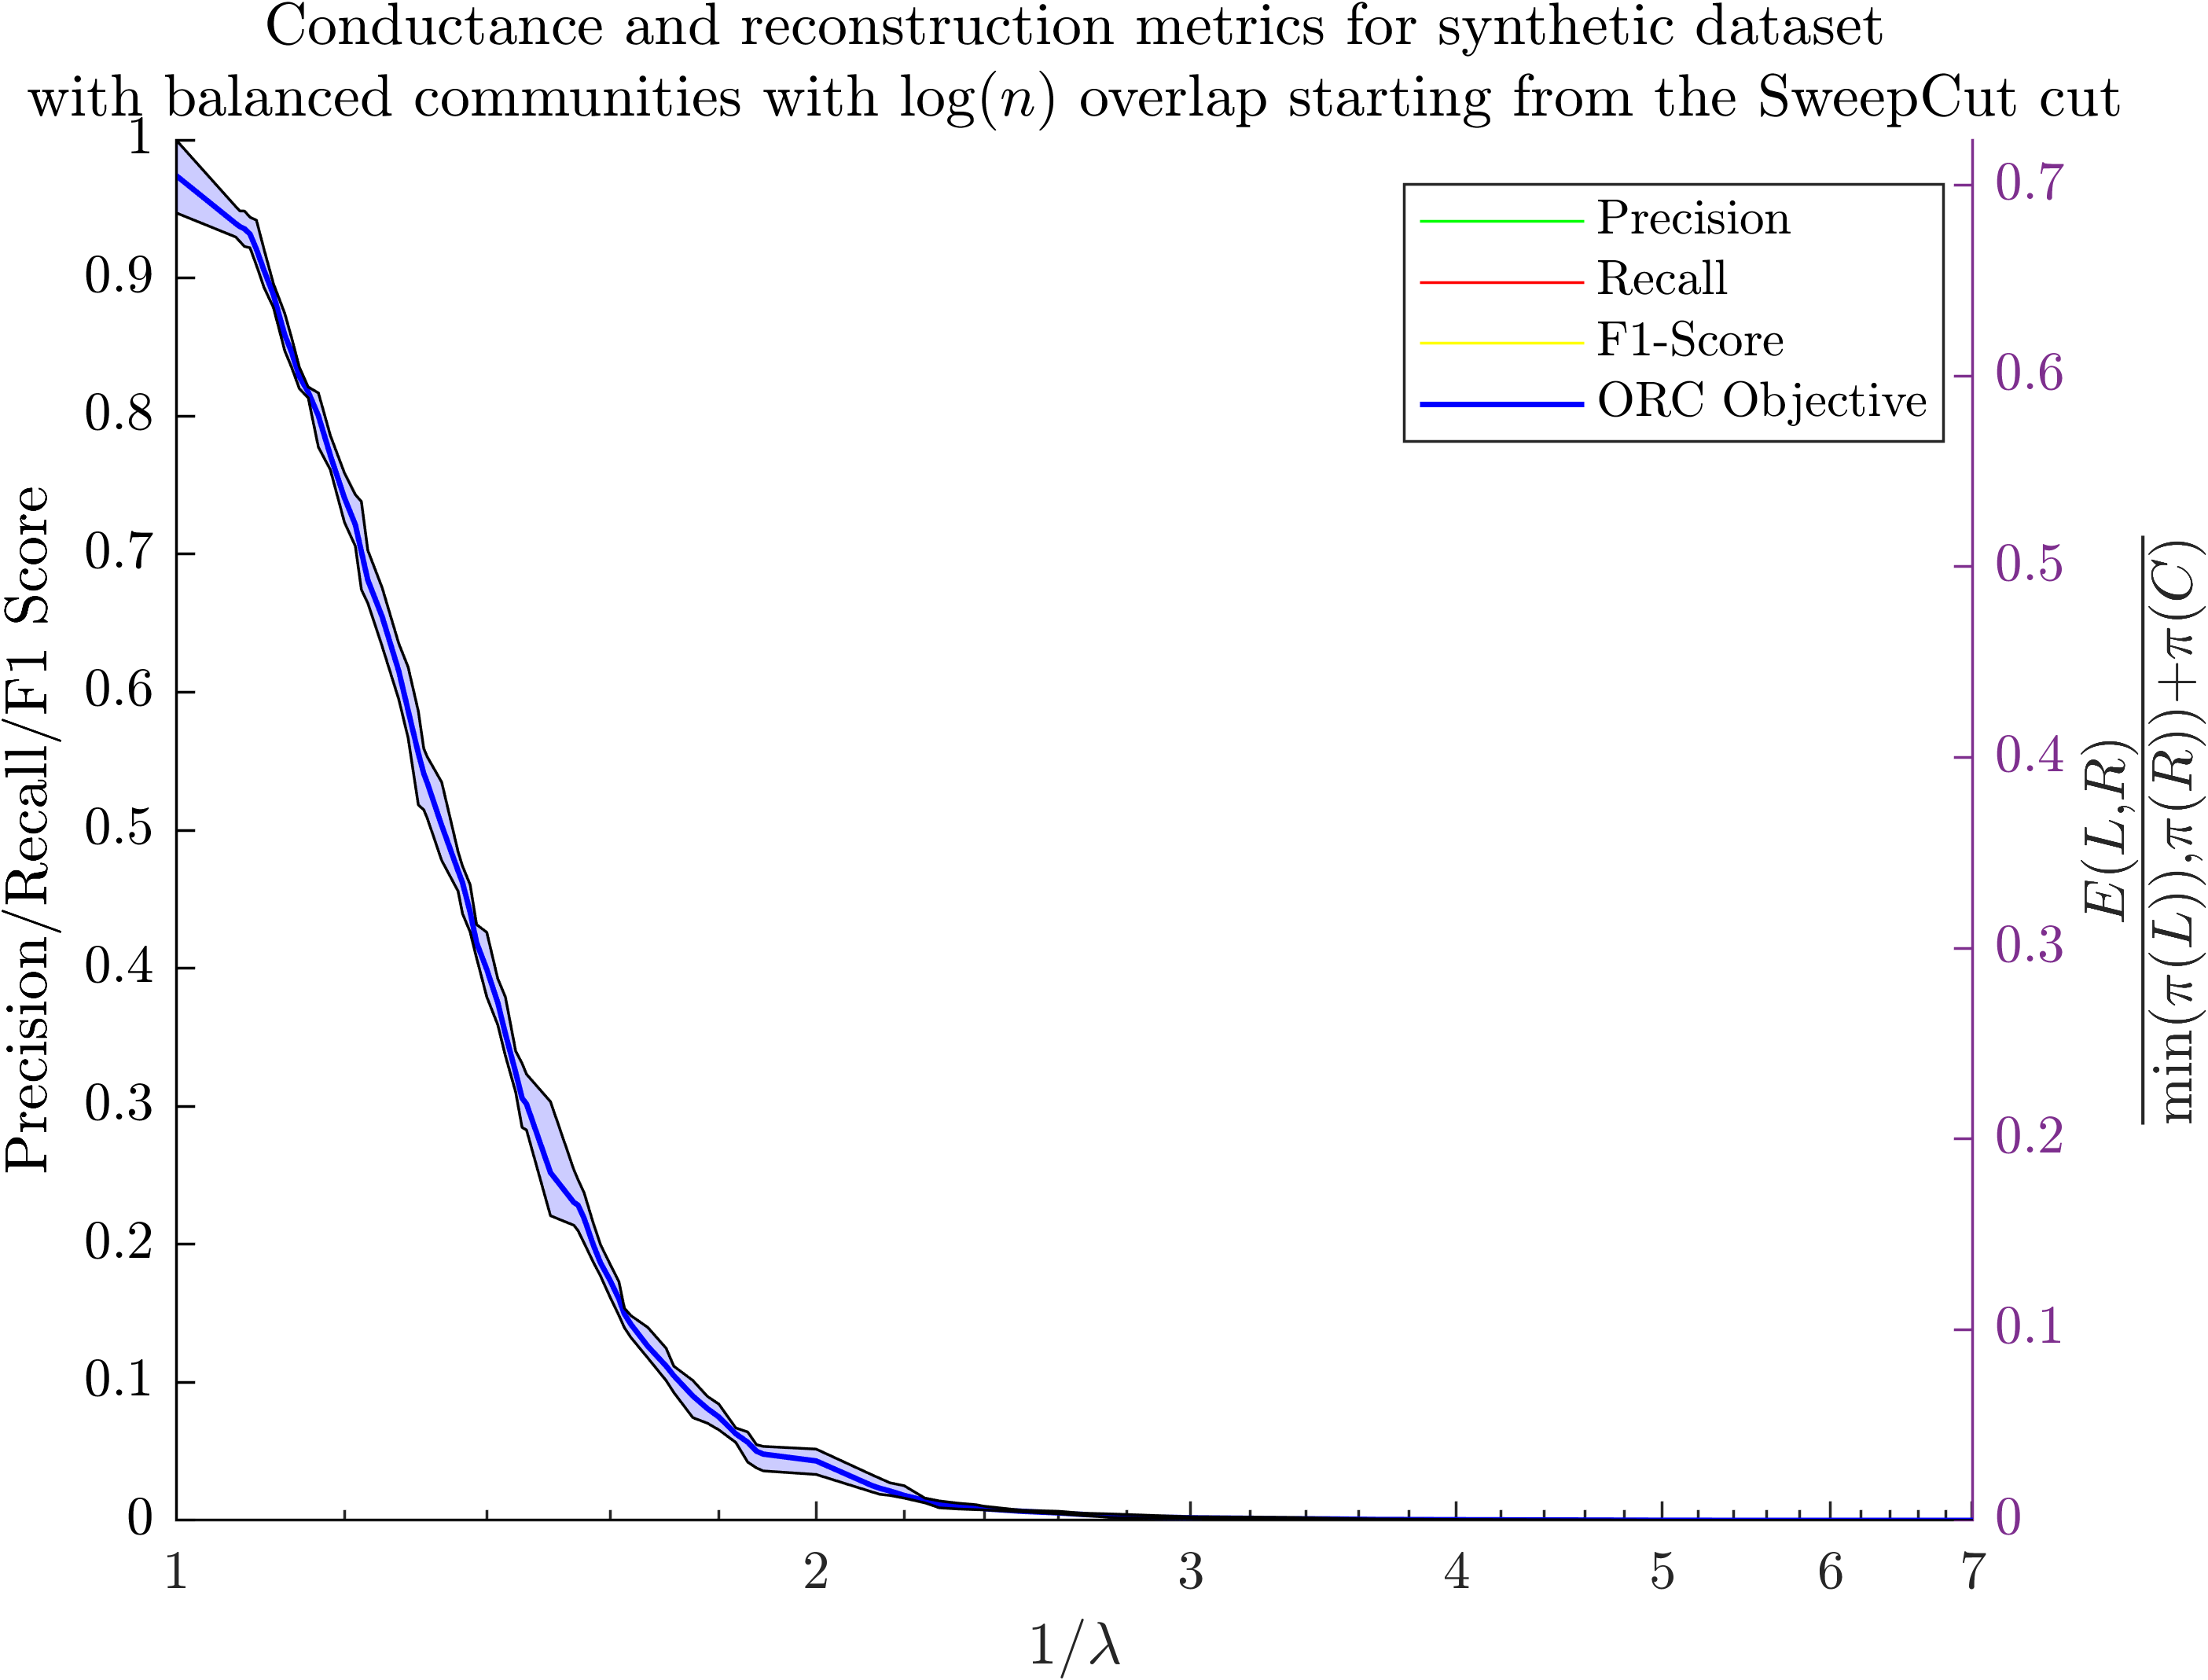 Conductance and reconstruction metrics for synthetic dataset
with balanced communities with log(n) overlap starting from the SweepCut cut
Precision/Recall/F1 Score
1
0.9
0.8
0.7
0.6
0.5
0.4
0.3
0.2
0.1
0
Precision
Recall
F1-Score
ORC Objective
0.7
0.6
0.5
0.4
0.3
0.2
0.1
0
E(L,R)
min(π(L)),π(R))+π(C)
1 2 3 4 5 6 7
1/λ